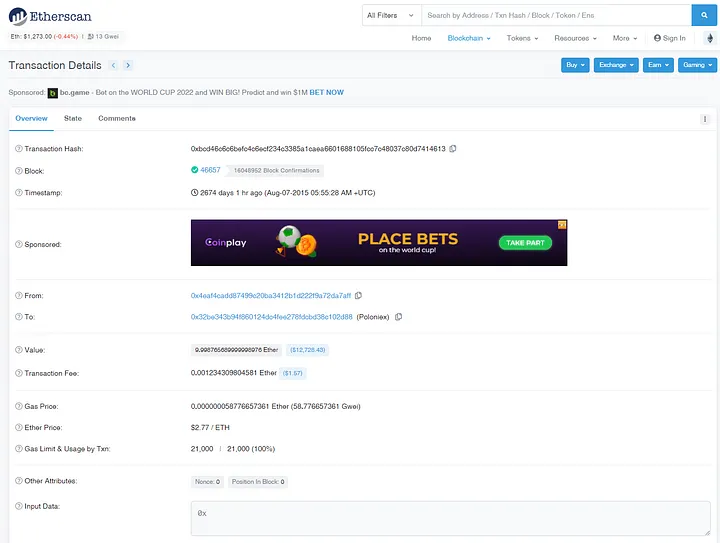 Etherscan
All Filters
Search by Address / Txn Hash / Block / Token / Ens
Eth: $1,273.00 (-0.44%) | 13 Gwei
Home Blockchain Tokens Resources More Sign In
Transaction Details
Buy Exchange Earn Gaming
Sponsored: bc.game - Bet on the WORLD CUP 2022 and WIN BIG! Predict and win $1M BET NOW
Overview State Comments
Transaction Hash:
Block: 46657 16048952 Block Confirmations
Timestamp: 2674 days 1 hr ago (Aug-07-2015 05:55:28 AM +UTC)
Sponsored: Coinplay PLACE BETS TAKE PART
on the world cup!
From:
To: (Poloniex)
Value: Ether ($12,728.43)
Transaction Fee: 0.001234309804581 Ether ($1.57)
Gas Price: 0.000000058776657361 Ether (58.776657361 Gwei)
Ether Price: $2.77 / ETH
Gas Limit & Usage by Txn: 21,000 | 21,000 (100%)
Other Attributes: Nonce: 0 Position In Block: 0
Input Data: 0x